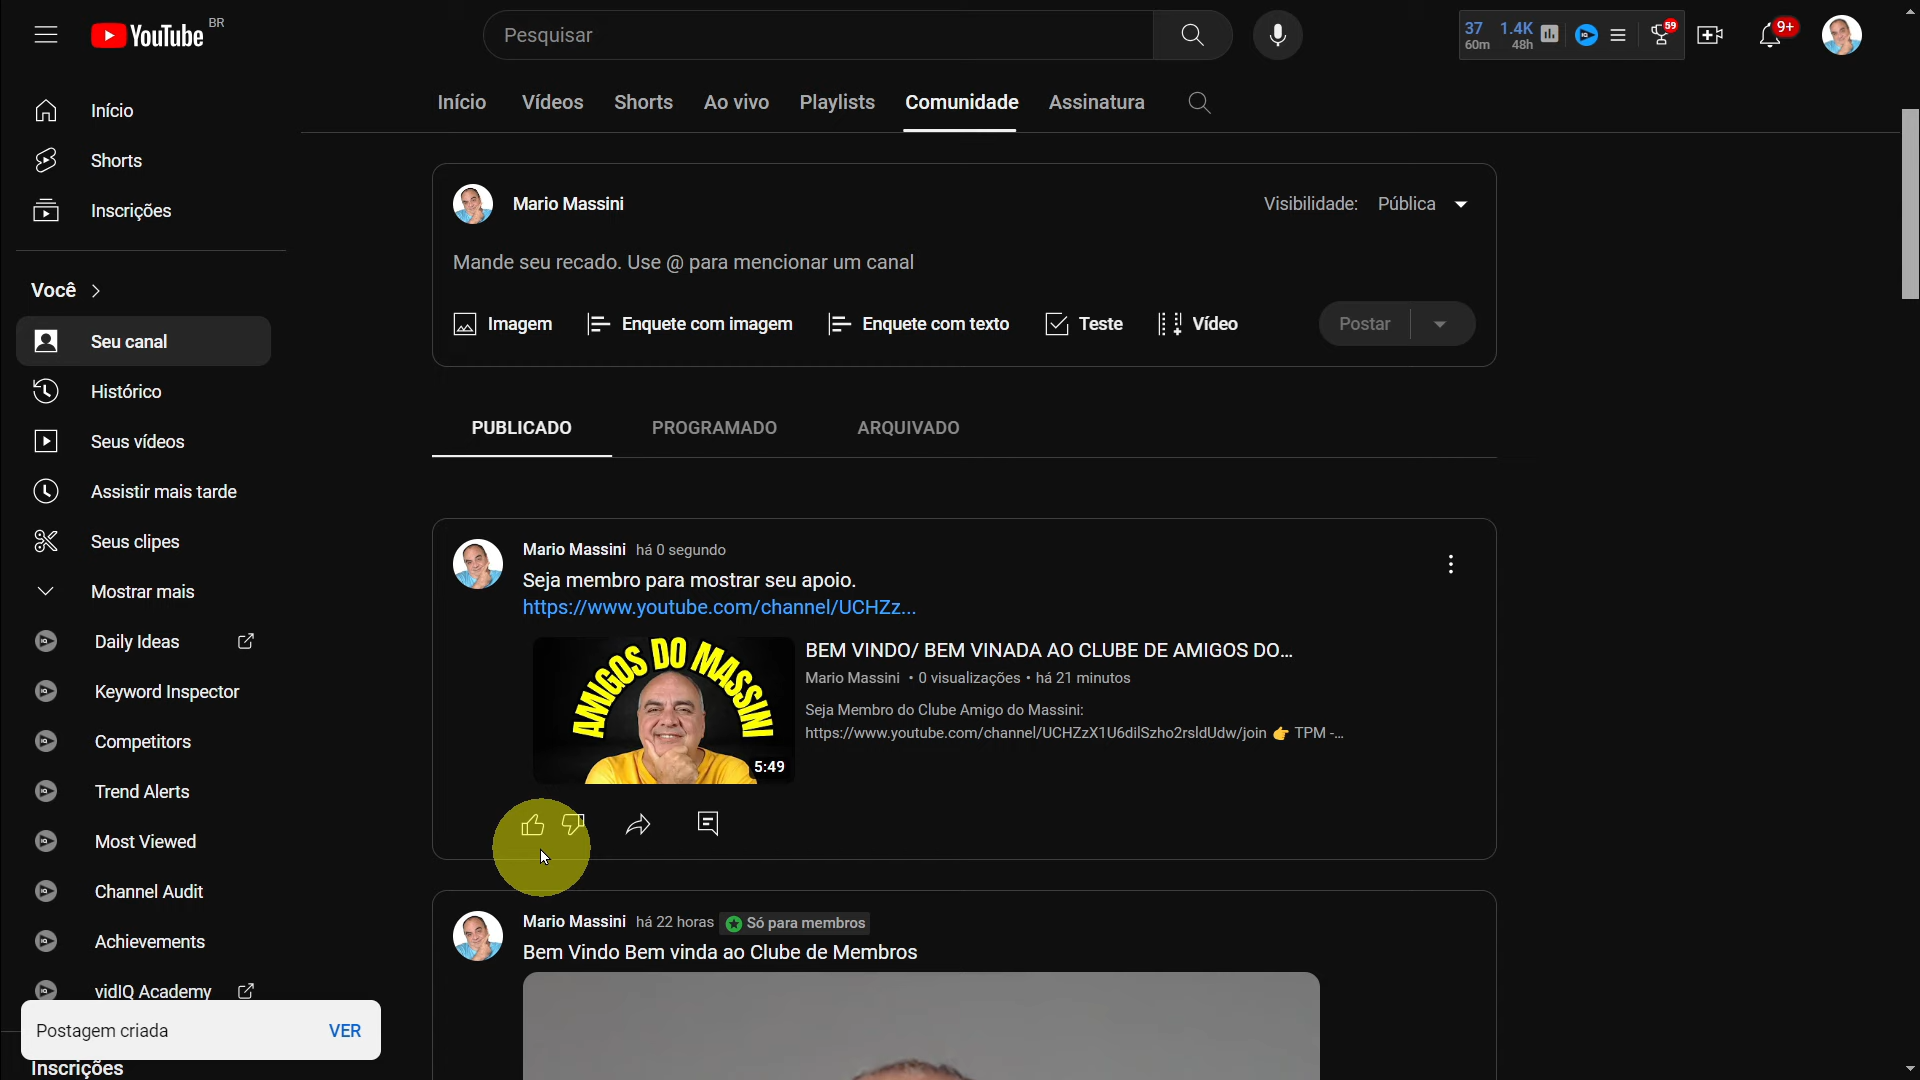 YouTube BR
Pesquisar
37 1.4K 59 9+
60m 48h
Início
Shorts
Inscrições
Você
Seu canal
Histórico
Seus vídeos
Assistir mais tarde
Seus clipes
Mostrar mais
Daily Ideas
Keyword Inspector
Competitors
Trend Alerts
Most Viewed
Channel Audit
Achievements
vidIQ Academy
Postagem criada VER
Inscrições
Início Vídeos Shorts Ao vivo Playlists Comunidade Assinatura
Mario Massini Visibilidade: Pública
Mande seu recado. Use @ para mencionar um canal
Imagem Enquete com imagem Enquete com texto Teste Vídeo Postar
PUBLICADO PROGRAMADO ARQUIVADO
Mario Massini há 0 segundo
Seja membro para mostrar seu apoio.
https://www.youtube.com/channel/UCHZz...
AMIGOS DO MASSINI
5:49
BEM VINDO/ BEM VINADA AO CLUBE DE AMIGOS DO...
Mario Massini • 0 visualizações • há 21 minutos
Seja Membro do Clube Amigo do Massini:
https://www.youtube.com/channel/UCHZzX1U6dilSzho2rsldUdw/join 👉 TPM -...
Mario Massini há 22 horas Só para membros
Bem Vindo Bem vinda ao Clube de Membros